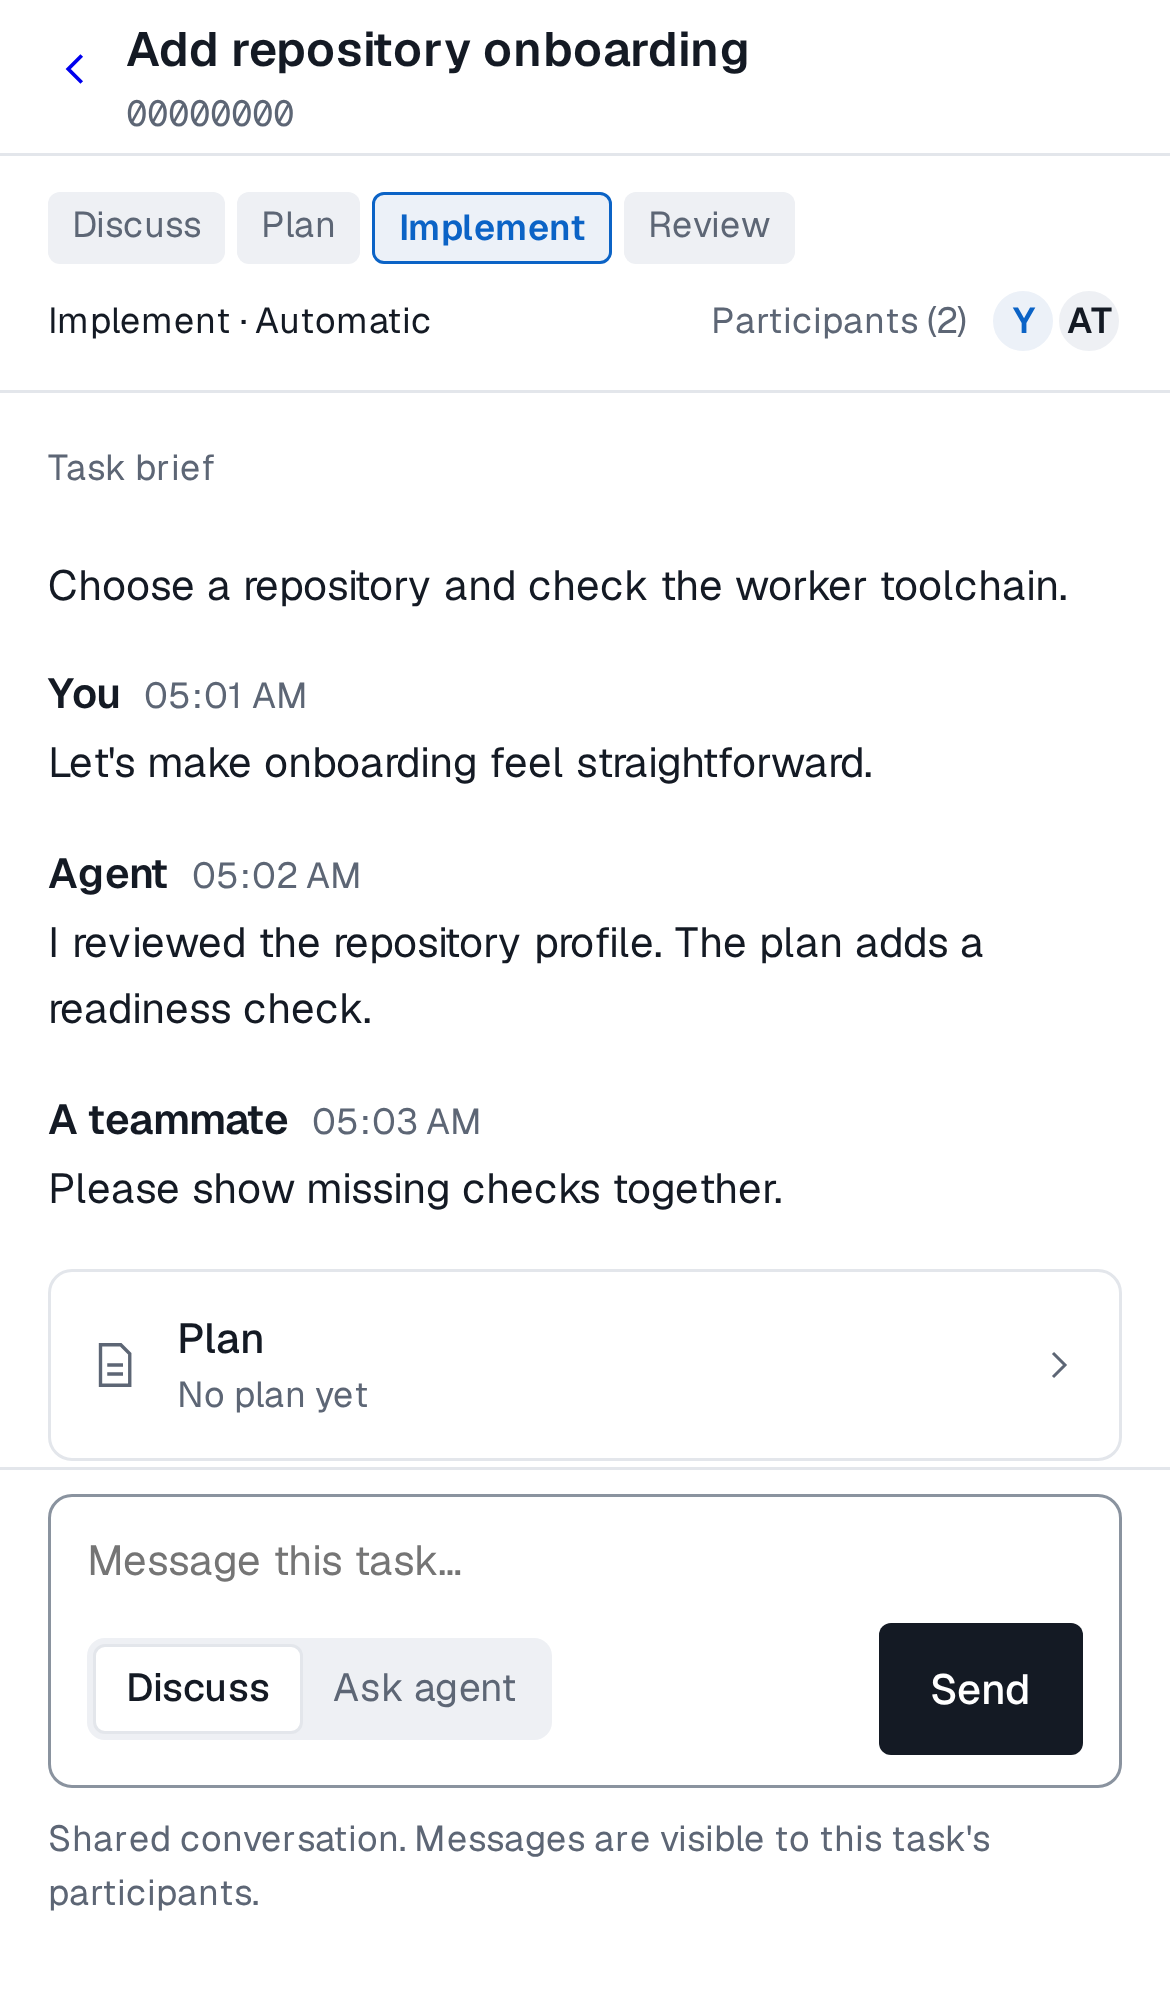 Add repository onboarding
00000000
Discuss Plan Implement Review
Implement · Automatic Participants (2) Y AT
Task brief
Choose a repository and check the worker toolchain.
You 05:01 AM
Let's make onboarding feel straightforward.
Agent 05:02 AM
I reviewed the repository profile. The plan adds a
readiness check.
A teammate 05:03 AM
Please show missing checks together.
Plan
No plan yet
Message this task…
Discuss Ask agent Send
Shared conversation. Messages are visible to this task's
participants.